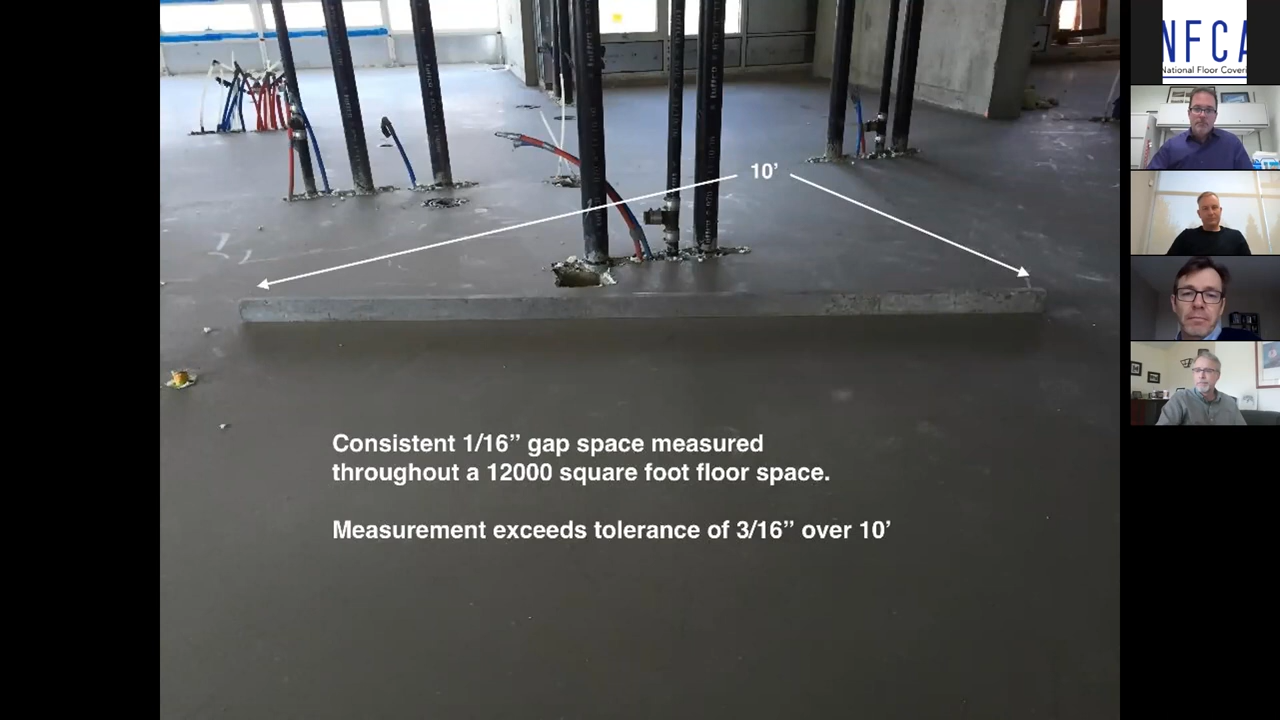 10’
Consistent 1/16” gap space measured
throughout a 12000 square foot floor space.
Measurement exceeds tolerance of 3/16” over 10’
NFCA
National Floor Coveri